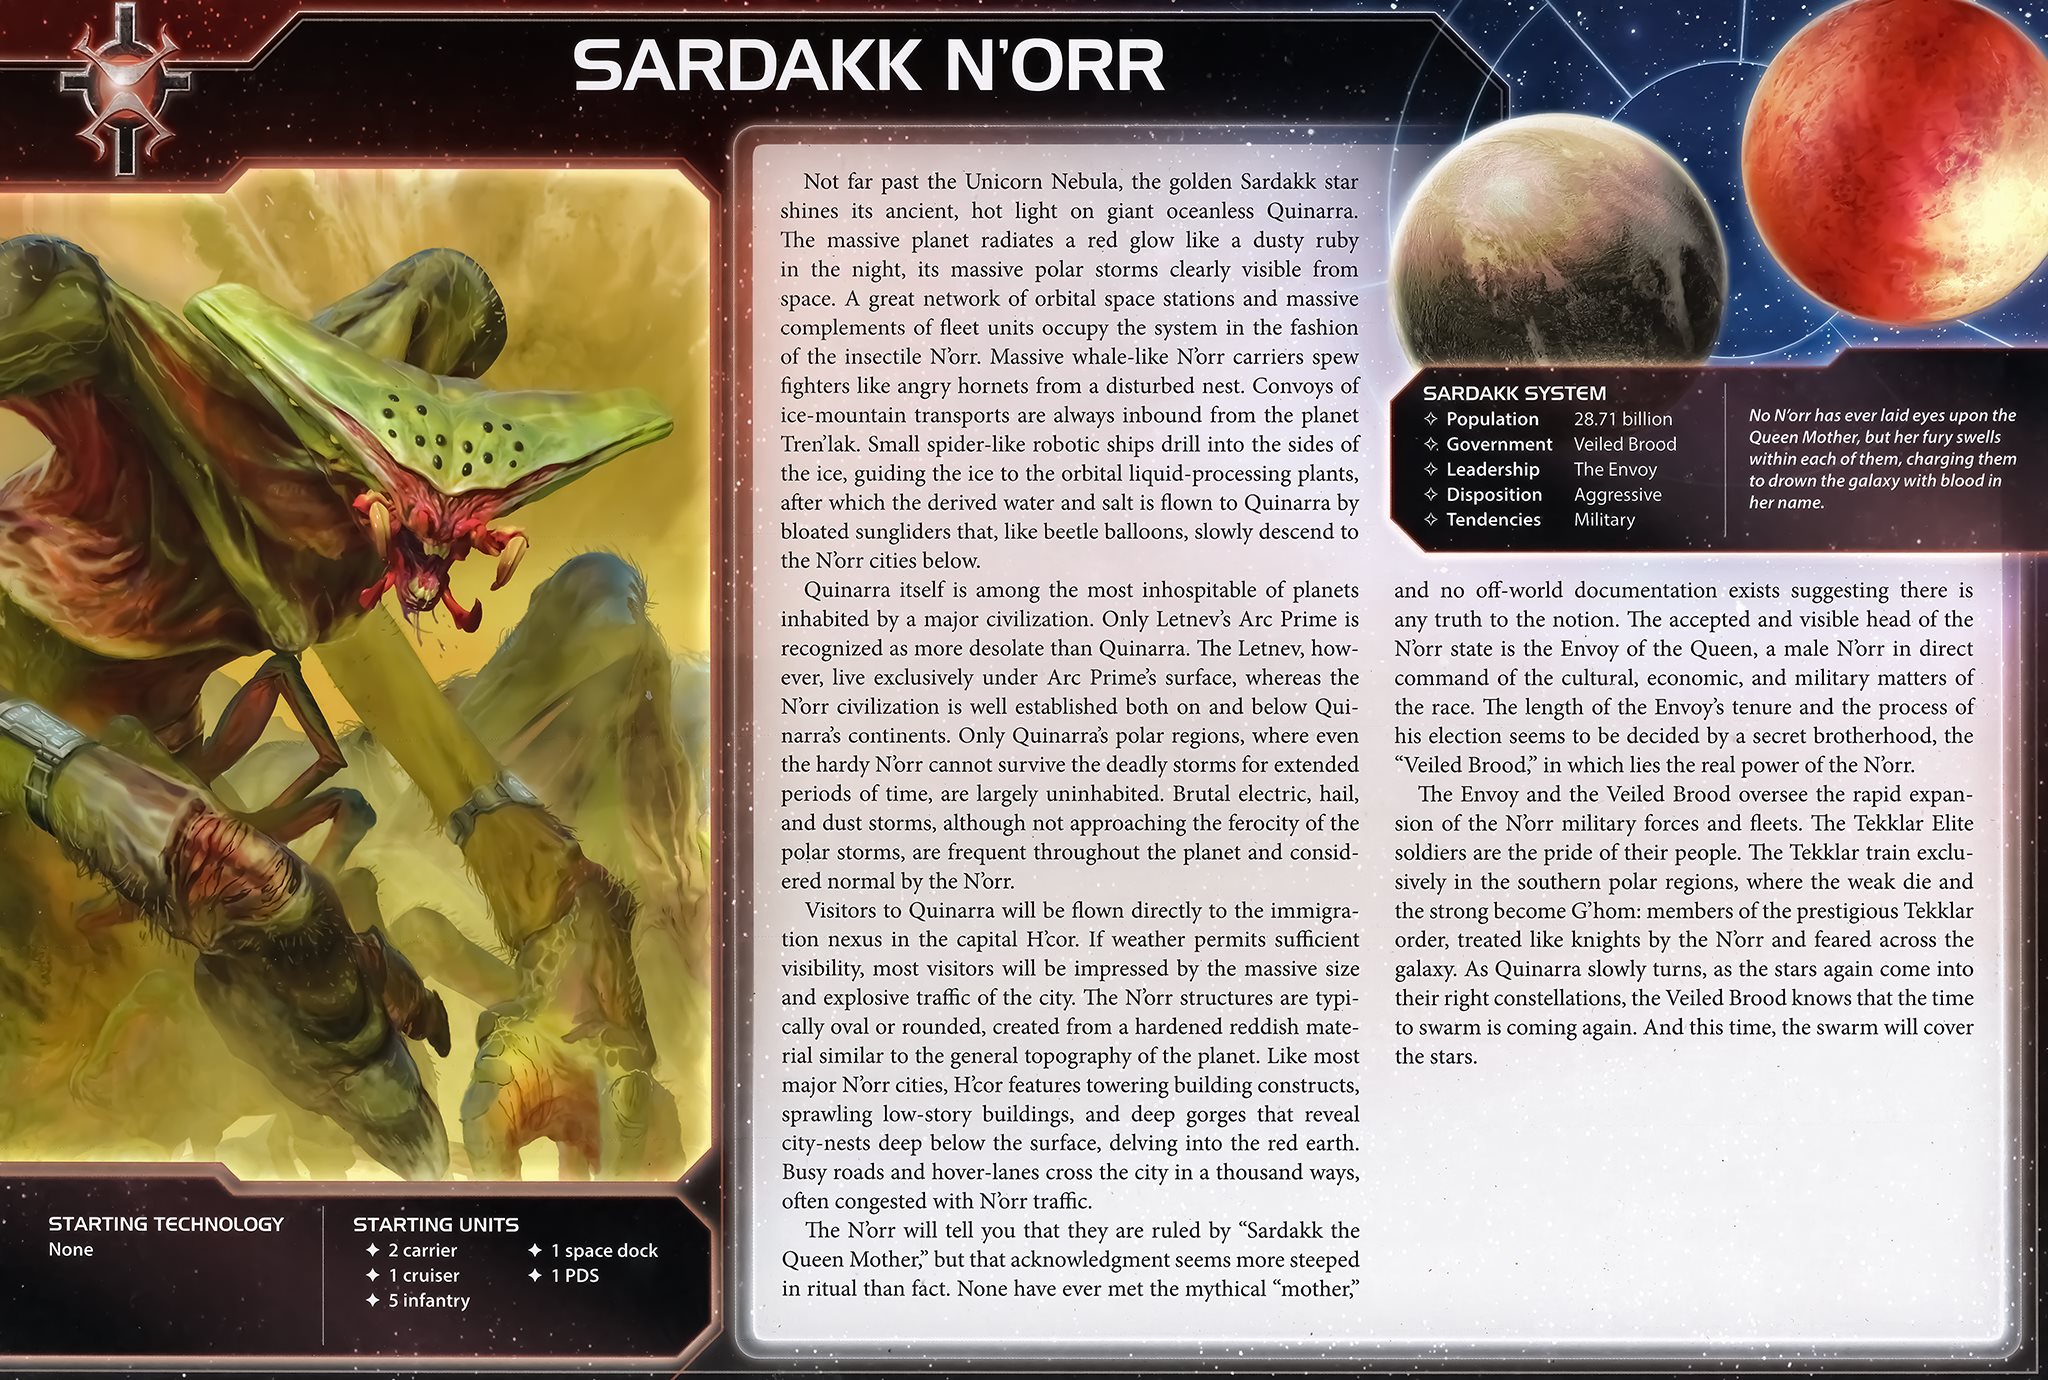 SARDAKK N'ORR
Not far past the Unicorn Nebula, the golden Sardakk star
shines its ancient, hot light on giant oceanless Quinarra.
The massive planet radiates a red glow like a dusty ruby
in the night, its massive polar storms clearly visible from
space. A great network of orbital space stations and massive
complements of fleet units occupy the system in the fashion
of the insectile N'orr. Massive whale-like N'orr carriers spew
fighters like angry hornets from a disturbed nest. Convoys of
ice-mountain transports are always inbound from the planet
Tren'lak. Small spider-like robotic ships drill into the sides of
the ice, guiding the ice to the orbital liquid-processing plants,
after which the derived water and salt is flown to Quinarra by
bloated sungliders that, like beetle balloons, slowly descend to
the N'orr cities below.
Quinarra itself is among the most inhospitable of planets
inhabited by a major civilization. Only Letnev's Arc Prime is
recognized as more desolate than Quinarra. The Letnev, how-
ever, live exclusively under Arc Prime's surface, whereas the
N'orr civilization is well established both on and below Qui-
narra's continents. Only Quinarra's polar regions, where even
the hardy N'orr cannot survive the deadly storms for extended
periods of time, are largely uninhabited. Brutal electric, hail,
and dust storms, although not approaching the ferocity of the
polar storms, are frequent throughout the planet and consid-
ered normal by the N'orr.
Visitors to Quinarra will be flown directly to the immigra-
tion nexus in the capital H'cor. If weather permits sufficient
visibility, most visitors will be impressed by the massive size
and explosive traffic of the city. The N'orr structures are typi-
cally oval or rounded, created from a hardened reddish mate-
rial similar to the general topography of the planet. Like most
major N'orr cities, H'cor features towering building constructs,
sprawling low-story buildings, and deep gorges that reveal
city-nests deep below the surface, delving into the red earth.
Busy roads and hover-lanes cross the city in a thousand ways,
often congested with N'orr traffic.
The N'orr will tell you that they are ruled by “Sardakk the
Queen Mother,” but that acknowledgment seems more steeped
in ritual than fact. None have ever met the mythical “mother,”
SARDAKK SYSTEM
Population 28.71 billion
Government Veiled Brood
Leadership The Envoy
Disposition Aggressive
Tendencies Military
No N'orr has ever laid eyes upon the
Queen Mother, but her fury swells
within each of them, charging them
to drown the galaxy with blood in
her name.
and no off-world documentation exists suggesting there is
any truth to the notion. The accepted and visible head of the
N'orr state is the Envoy of the Queen, a male N'orr in direct
command of the cultural, economic, and military matters of
the race. The length of the Envoy's tenure and the process of
his election seems to be decided by a secret brotherhood, the
“Veiled Brood,” in which lies the real power of the N'orr.
The Envoy and the Veiled Brood oversee the rapid expan-
sion of the N'orr military forces and fleets. The Tekklar Elite
soldiers are the pride of their people. The Tekklar train exclu-
sively in the southern polar regions, where the weak die and
the strong become G'hom: members of the prestigious Tekklar
order, treated like knights by the N'orr and feared across the
galaxy. As Quinarra slowly turns, as the stars again come into
their right constellations, the Veiled Brood knows that the time
to swarm is coming again. And this time, the swarm will cover
the stars.
STARTING TECHNOLOGY
None
STARTING UNITS
2 carrier
1 cruiser
5 infantry
1 space dock
1 PDS